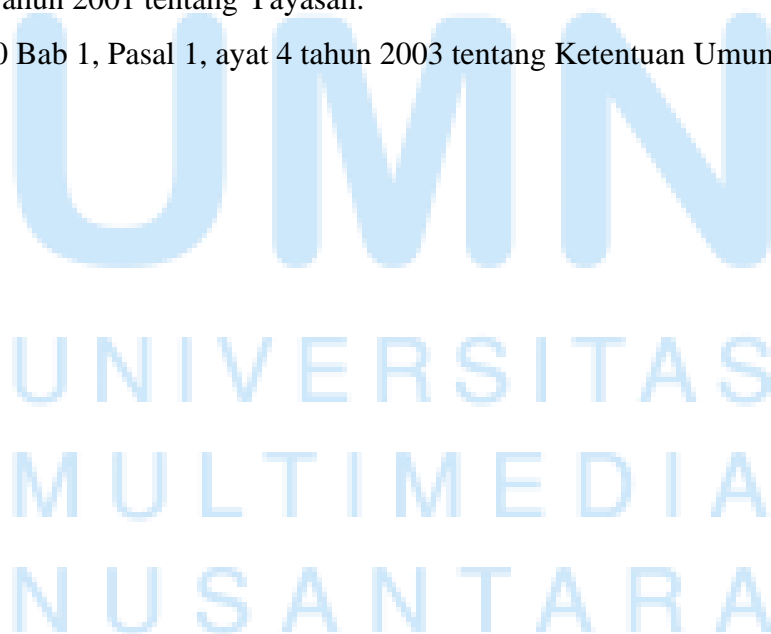 ahun 2001 tentang Yayasan.
0 Bab 1, Pasal 1, ayat 4 tahun 2003 tentang Ketentuan Umum
UMN
UNIVERSITAS
MULTIMEDIA
NUSANTARA